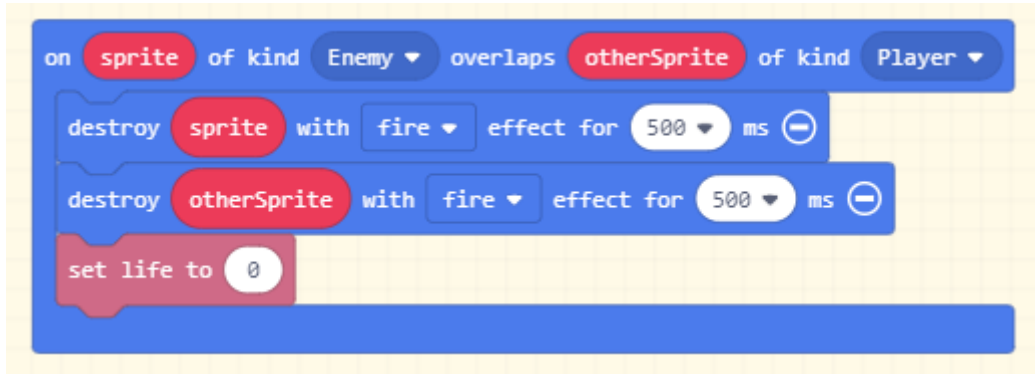 on sprite of kind Enemy overlaps otherSprite of kind Player
destroy sprite with fire effect for 500 ms
destroy otherSprite with fire effect for 500 ms
set life to 0